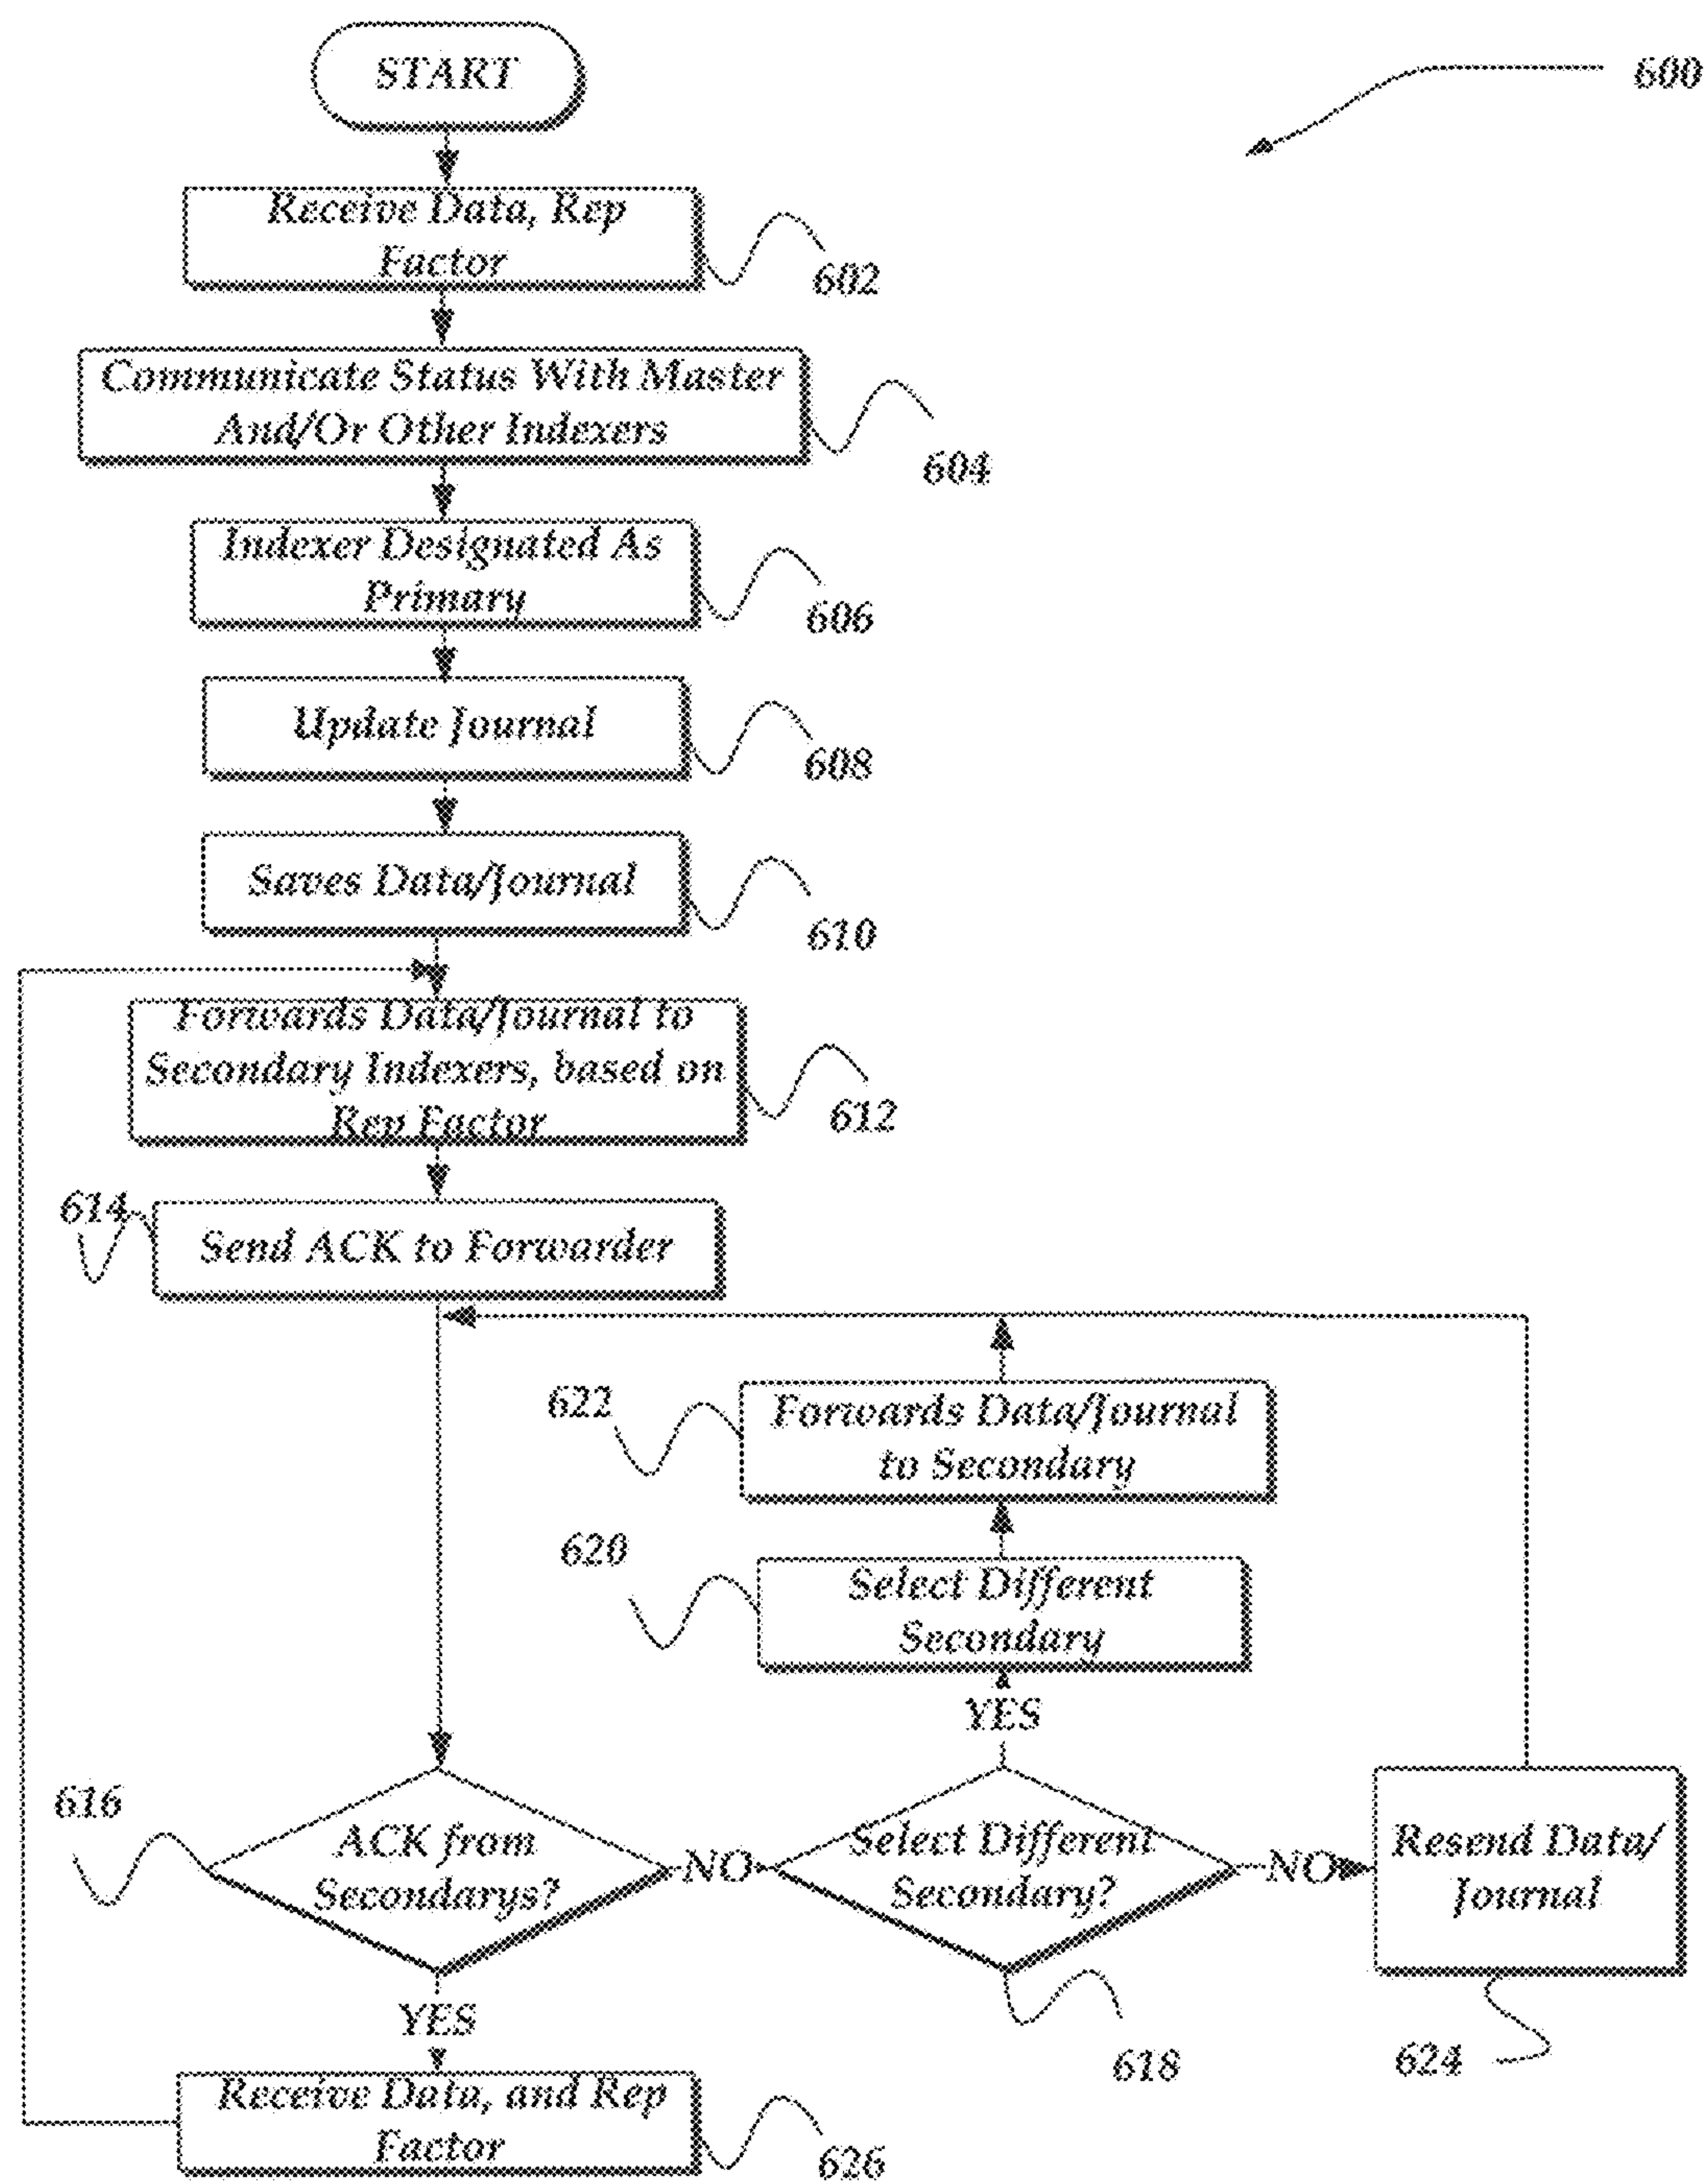 START
600
Receive Data, Rep
Factor
602
Communicate Status With Master
And/Or Other Indexers
604
Indexer Designated As
Primary
606
Update Journal
608
Saves Data/Journal
610
Forwards Data/Journal to
Secondary Indexers, based on
Rep Factor
612
614
Send ACK to Forwarder
622
Forwards Data/Journal
to Secondary
620
Select Different
Secondary
YES
616
ACK from
Secondarys?
NO
Select Different
Secondary?
NO
Resend Data/
Journal
YES
618
624
Receive Data, and Rep
Factor
626